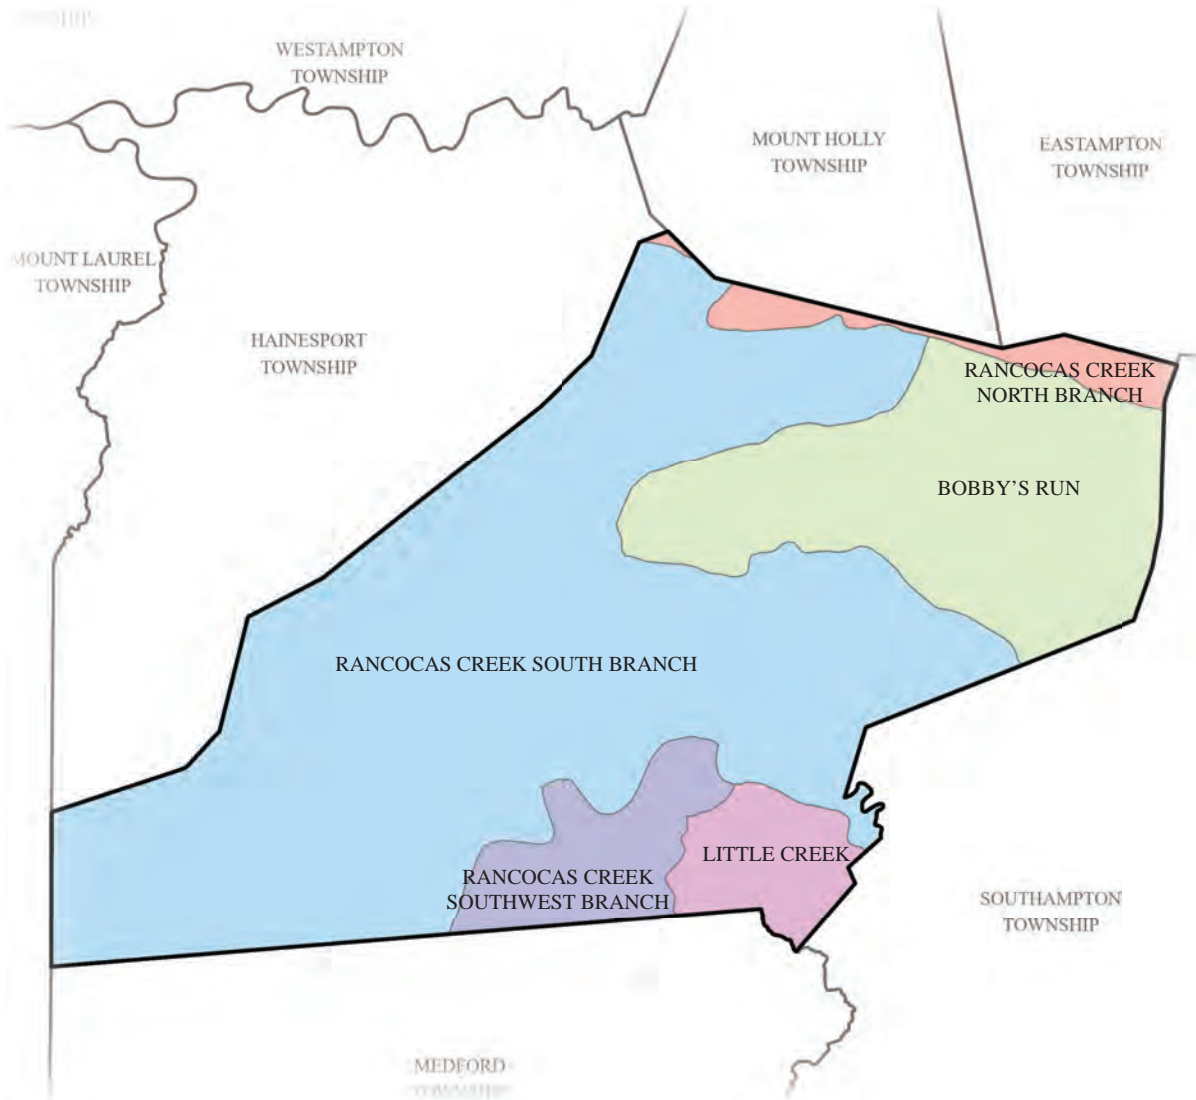 WESTAMPTON
TOWNSHIP
MOUNT HOLLY
TOWNSHIP
EASTAMPTON
TOWNSHIP
MOUNT LAUREL
TOWNSHIP
HAINESPORT
TOWNSHIP
RANCOCAS CREEK
NORTH BRANCH
BOBBY'S RUN
RANCOCAS CREEK SOUTH BRANCH
LITTLE CREEK
RANCOCAS CREEK
SOUTHWEST BRANCH
SOUTHAMPTON
TOWNSHIP
MEDFORD
TOWNSHIP